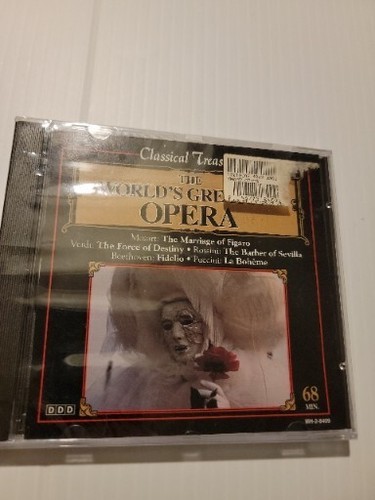 Classical Treas
THE
WORLD'S GRE
OPERA
Mozart: The Marriage of Figaro
Verdi: The Force of Destiny • Rossini: The Barber of Sevilla
Beethoven: Fidelio • Puccini: La Bohême
68
MIN.
DDD